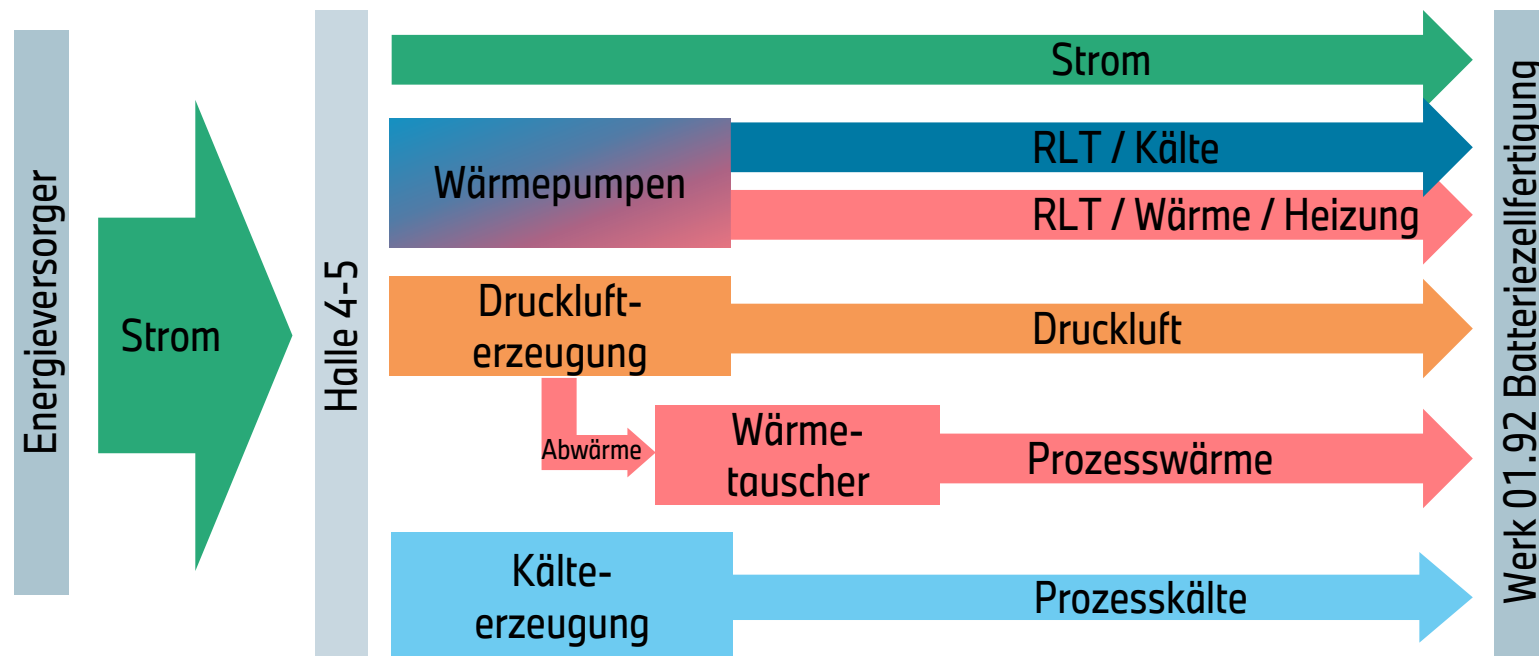 Energieversorger
Strom
Halle 4-5
Strom
Wärmepumpen
RLT / Kälte
RLT / Wärme / Heizung
Druckluft-
erzeugung
Druckluft
Abwärme
Wärme-
tauscher
Prozesswärme
Kälte-
erzeugung
Prozesskälte
Werk 01.92 Batteriezellfertigung